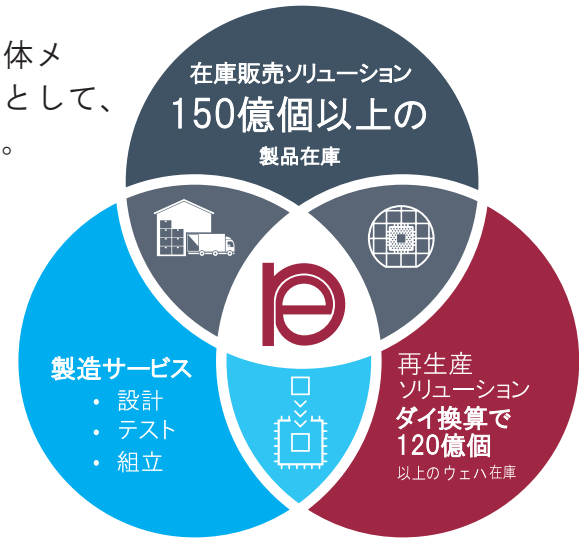 体メ
として、
。
在庫販売ソリューション
150億個以上の
製品在庫
re
製造サービス
• 設計
• テスト
• 組立
再生産
ソリューション
ダイ換算で
120億個
以上のウェハ在庫